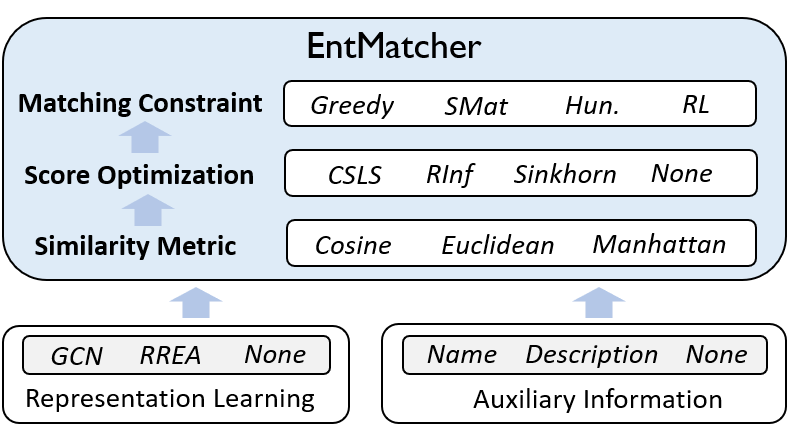 EntMatcher
Matching Constraint Greedy SMat Hun. RL
Score Optimization CSLS RInf Sinkhorn None
Similarity Metric Cosine Euclidean Manhattan
GCN RREA None
Representation Learning
Name Description None
Auxiliary Information